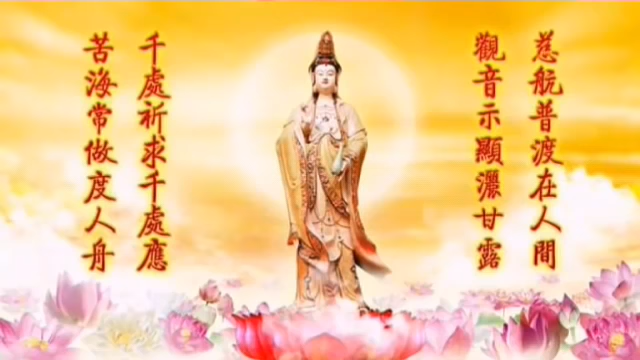 慈航普渡在人間
觀音示顯灑甘露
千處祈求千處應
苦海常做度人舟